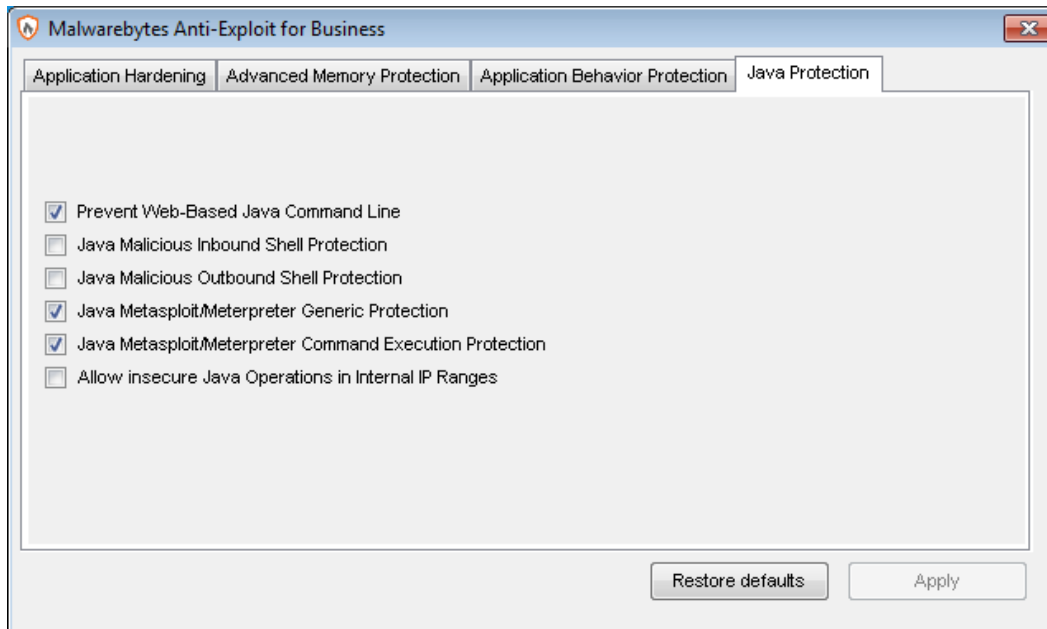 Malwarebytes Anti-Exploit for Business
Application Hardening Advanced Memory Protection Application Behavior Protection Java Protection
Prevent Web-Based Java Command Line
Java Malicious Inbound Shell Protection
Java Malicious Outbound Shell Protection
Java Metasploit/Meterpreter Generic Protection
Java Metasploit/Meterpreter Command Execution Protection
Allow insecure Java Operations in Internal IP Ranges
Restore defaults Apply